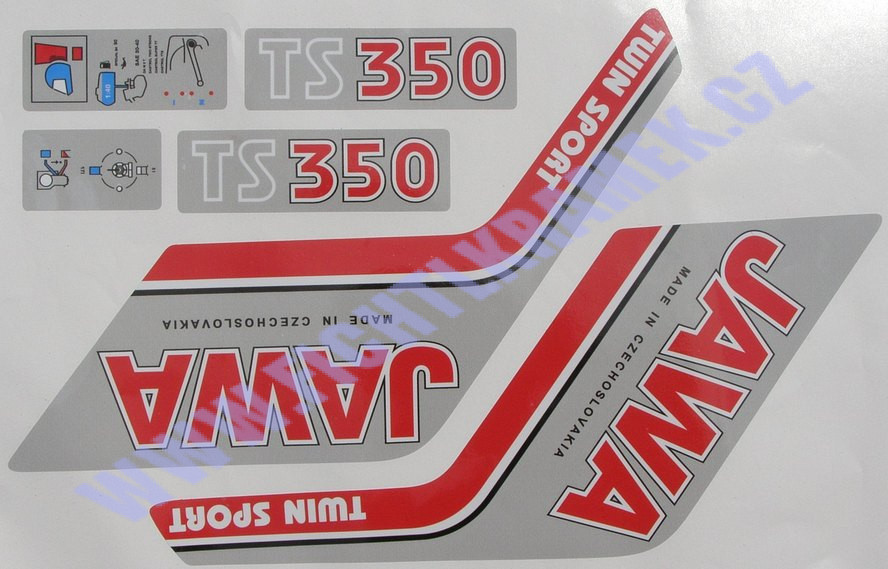 1:40
SAE 30-40
TS 350
TS 350
TWIN SPORT
MADE IN CZECHOSLOVAKIA
JAWA
MADE IN CZECHOSLOVAKIA
JAWA
TWIN SPORT